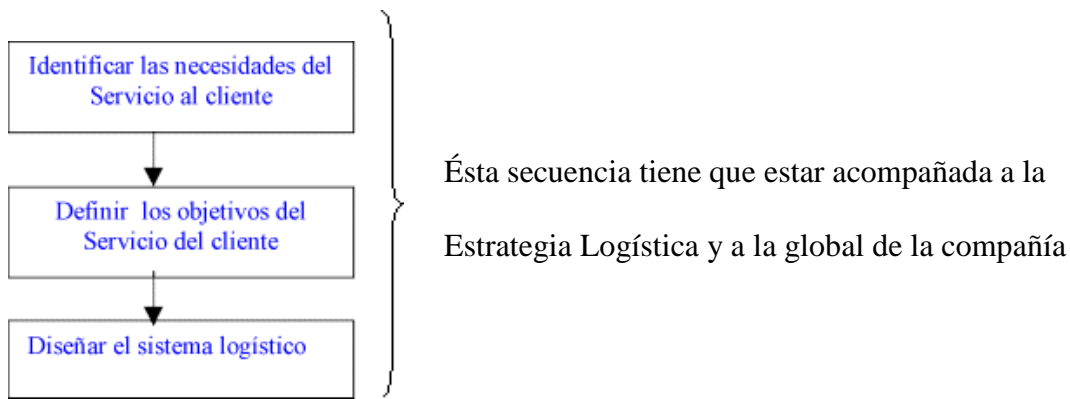 Identificar las necesidades del
Servicio al cliente
Definir los objetivos del
Servicio del cliente
Diseñar el sistema logístico
Ésta secuencia tiene que estar acompañada a la
Estrategia Logística y a la global de la compañía